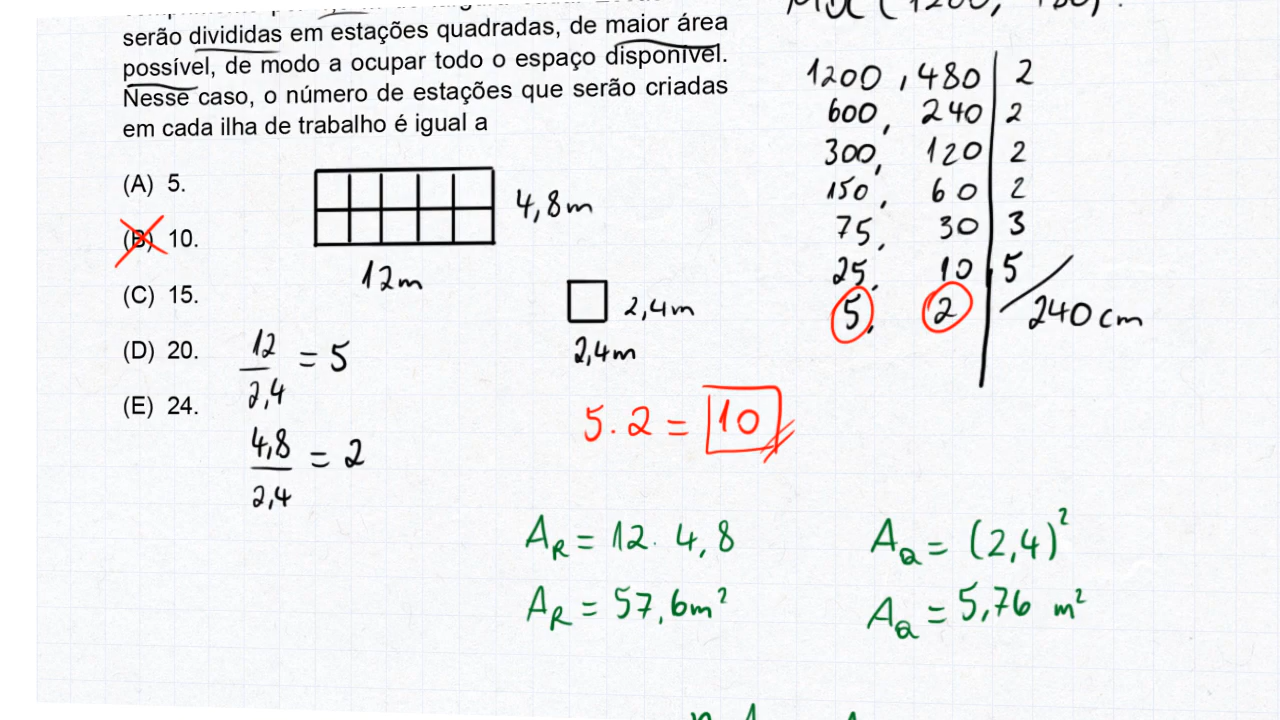 serão divididas em estações quadradas, de maior área
possível, de modo a ocupar todo o espaço disponível.
Nesse caso, o número de estações que serão criadas
em cada ilha de trabalho é igual a
(A) 5.
(B) 10.
(C) 15.
(D) 20.
(E) 24.
4,8m
12m
2,4m
2,4m
12/2,4 = 5
4,8/2,4 = 2
1200, 480 | 2
600, 240 | 2
300, 120 | 2
150, 60 | 2
75, 30 | 3
25, 10 | 5
5, 2 | 240 cm
5.2 = 10
A_R = 12. 4,8
A_R = 57,6m²
A_Q = (2,4)²
A_Q = 5,76 m²